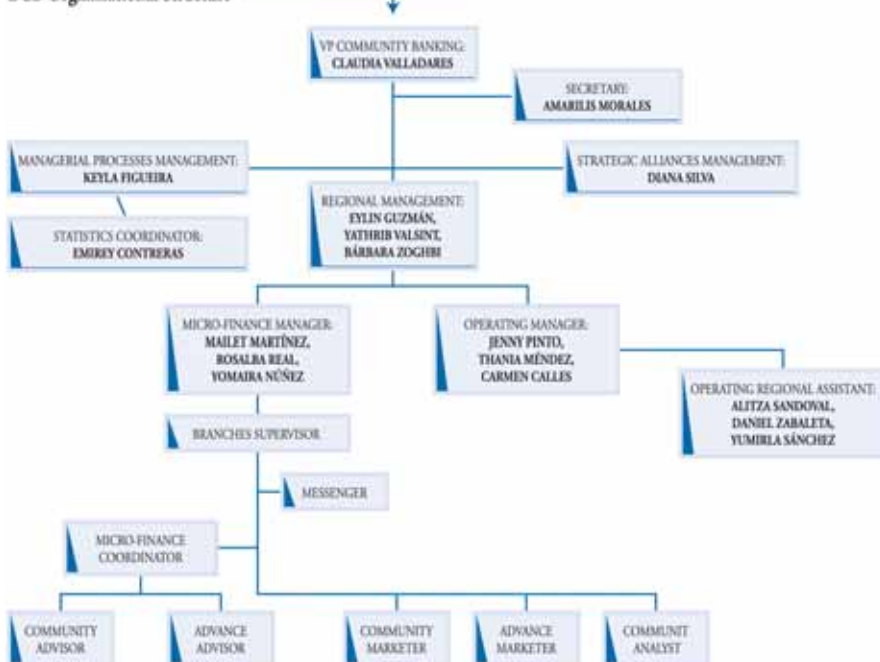 VP COMMUNITY BANKING:
CLAUDIA VALLADARES
SECRETARY:
AMARILIS MORALES
MANAGERIAL PROCESSES MANAGEMENT:
KEYLA FIGUEIRA
STRATEGIC ALLIANCES MANAGEMENT:
DIANA SILVA
STATISTICS COORDINATOR:
EMIREY CONTRERAS
REGIONAL MANAGEMENT:
EYLIN GUZMÁN,
YATHRIB VALSINT,
BÁRBARA ZOGHBI
MICRO-FINANCE MANAGER:
MAILET MARTÍNEZ,
ROSALBA REAL,
YOMAIRA NÚÑEZ
OPERATING MANAGER:
JENNY PINTO,
THANIA MÉNDEZ,
CARMEN CALLES
OPERATING REGIONAL ASSISTANT:
ALITZA SANDOVAL,
DANIEL ZABALETA,
YUMIRLA SÁNCHEZ
BRANCHES SUPERVISOR
MESSENGER
MICRO-FINANCE
COORDINATOR
COMMUNITY
ADVISOR
ADVANCE
ADVISOR
COMMUNITY
MARKETER
ADVANCE
MARKETER
COMMUNIT
ANALYST